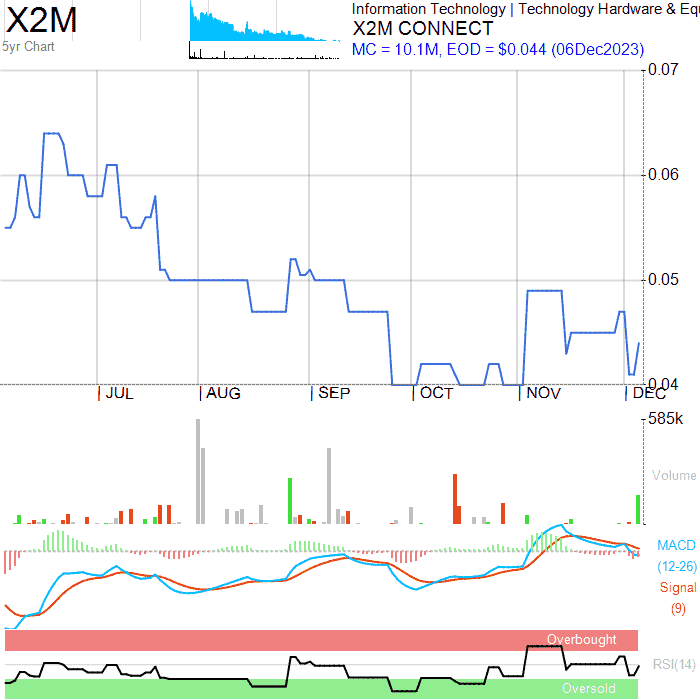 X2M
5yr Chart
Information Technology | Technology Hardware & Equ
X2M CONNECT
MC = 10.1M, EOD = $0.044 (06Dec2023)
0.07
0.06
0.05
0.04
JUL
AUG
SEP
OCT
NOV
DEC
585k
Volume
MACD
(12-26)
Signal
(9)
Overbought
RSI(14)
Oversold